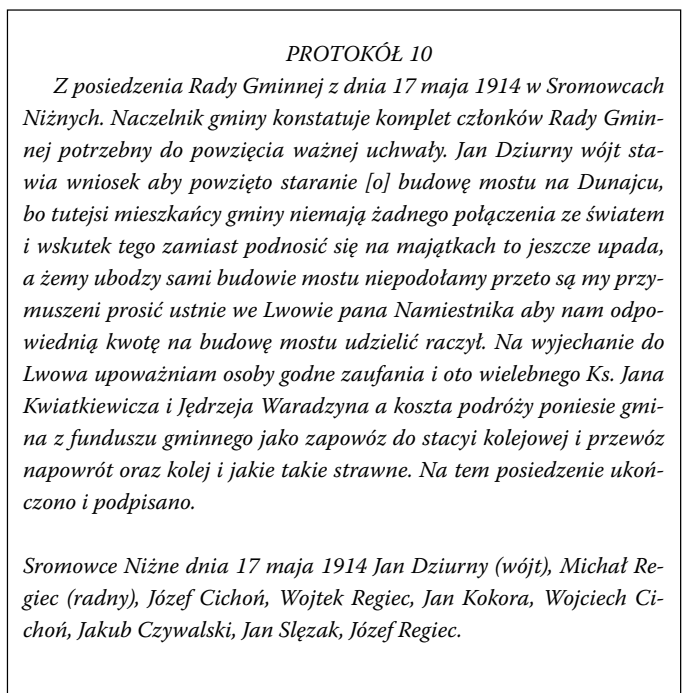 PROTOKÓŁ 10
Z posiedzenia Rady Gminnej z dnia 17 maja 1914 w Sromowcach
Niżnych. Naczelnik gminy konstatuje komplet członków Rady Gmin-
nej potrzebny do powzięcia ważnej uchwały. Jan Dziurny wójt sta-
wia wniosek aby powzięto staranie [o] budowę mostu na Dunajcu,
bo tutejsi mieszkańcy gminy niemają żadnego połączenia ze światem
i wskutek tego zamiast podnosić się na majątkach to jeszcze upada,
a żemy ubodzy sami budowie mostu niepodołamy przeto są my przy-
muszeni prosić ustnie we Lwowie pana Namiestnika aby nam odpo-
wiednią kwotę na budowę mostu udzielić raczył. Na wyjechanie do
Lwowa upoważniam osoby godne zaufania i oto wielebnego Ks. Jana
Kwiatkiewicza i Jędrzeja Waradzyna a koszta podróży poniesie gmi-
na z funduszu gminnego jako zapowóz do stacyi kolejowej i przewóz
napowrót oraz kolej i jakie takie strawne. Na tem posiedzenie ukoń-
czono i podpisano.
Sromowce Niżne dnia 17 maja 1914 Jan Dziurny (wójt), Michał Re-
giec (radny), Józef Cichoń, Wojtek Regiec, Jan Kokora, Wojciech Ci-
choń, Jakub Czywalski, Jan Slęzak, Józef Regiec.